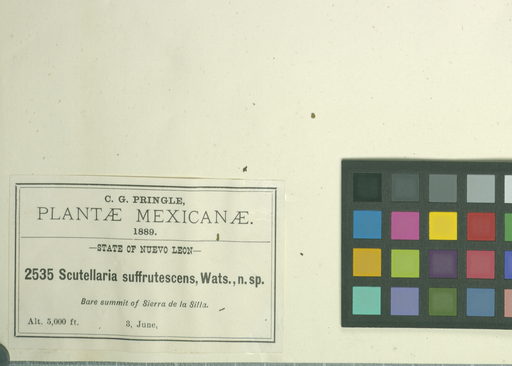 C. G. PRINGLE,
PLANTÆ MEXICANÆ.
1889.
—STATE OF NUEVO LEON—
2535 Scutellaria suffrutescens, Wats., n. sp.
Bare summit of Sierra de la Silla.
Alt. 5,000 ft. 3, June,